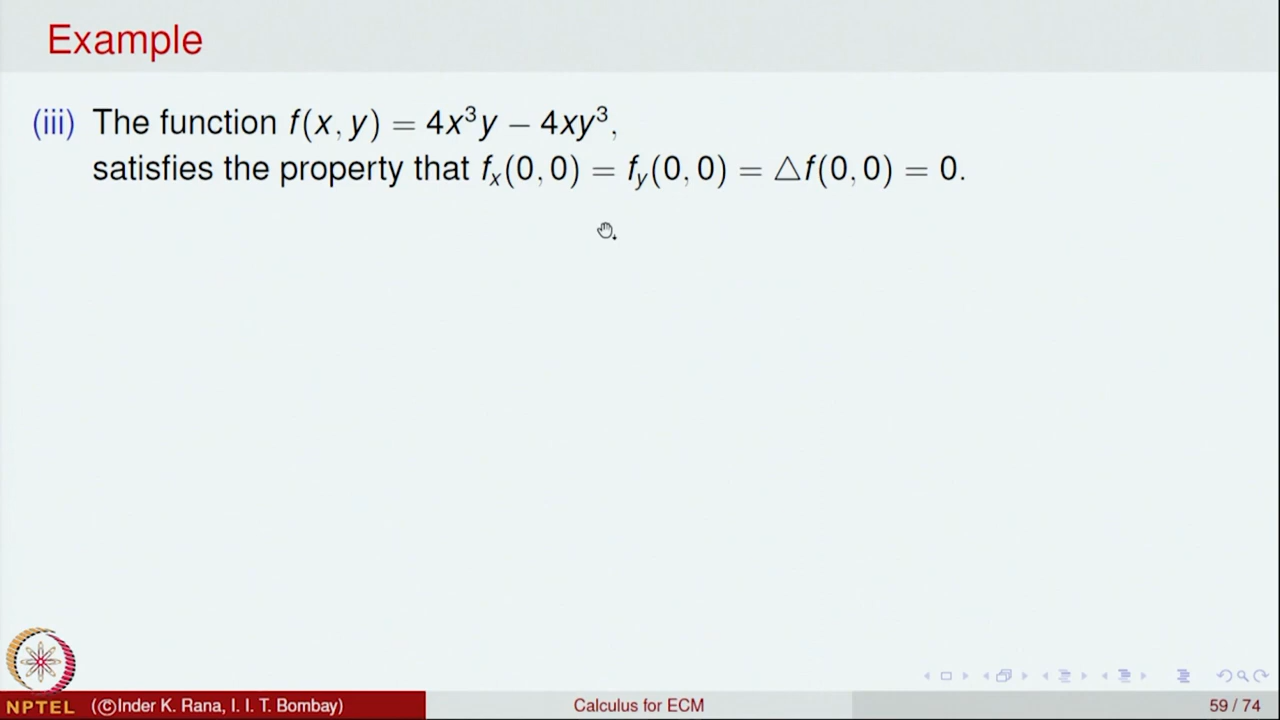 Example
(iii) The function f(x, y) = 4x³y − 4xy³,
satisfies the property that fₓ(0, 0) = f_y(0, 0) = △f(0, 0) = 0.
NPTEL (©Inder K. Rana, I. I. T. Bombay) Calculus for ECM 59 / 74